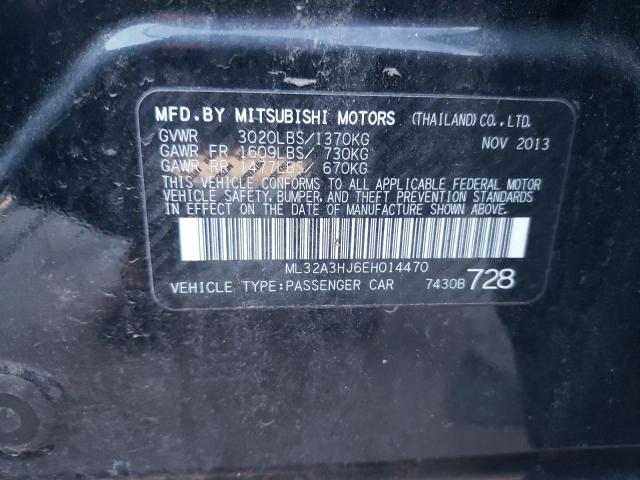 MFD.BY MITSUBISHI MOTORS (THAILAND)CO.,LTD.
GVWR 3020LBS/1370KG NOV 2013
GAWR FR 1609LBS/ 730KG
GAWR RR 1477LBS/ 670KG
THIS VEHICLE CONFORMS TO ALL APPLICABLE FEDERAL MOTOR
VEHICLE SAFETY, BUMPER, AND THEFT PREVENTION STANDARDS
IN EFFECT ON THE DATE OF MANUFACTURE SHOWN ABOVE.
ML32A3HJ6EH014470
VEHICLE TYPE:PASSENGER CAR 7430B 728